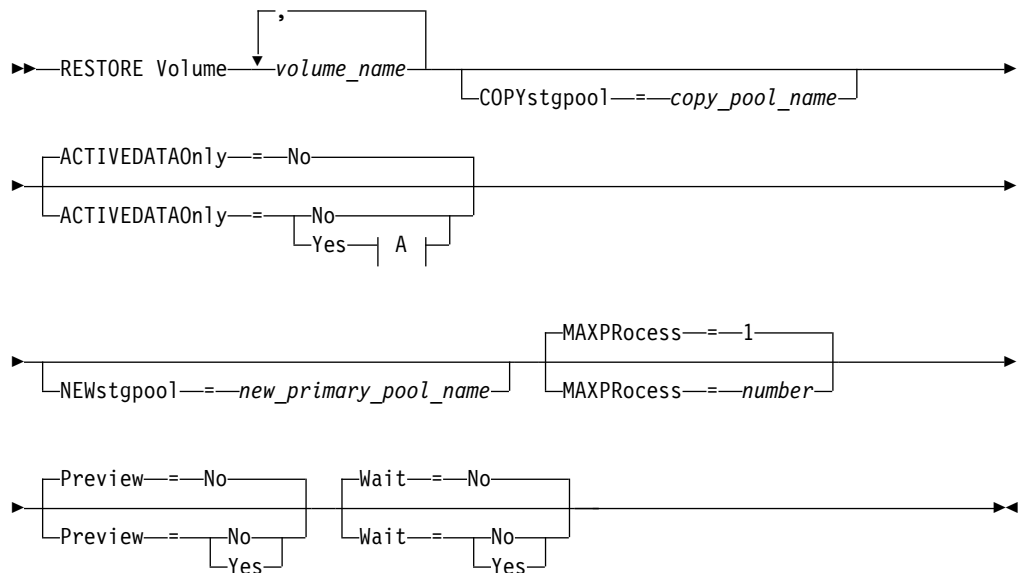 ,
RESTORE Volume volume_name
COPYstgpool = copy_pool_name
ACTIVEDATAOnly = No
ACTIVEDATAOnly = No
Yes A
MAXPRocess = 1
NEWstgpool = new_primary_pool_name MAXPRocess = number
Preview = No Wait = No
Preview = No Wait = No
Yes Yes